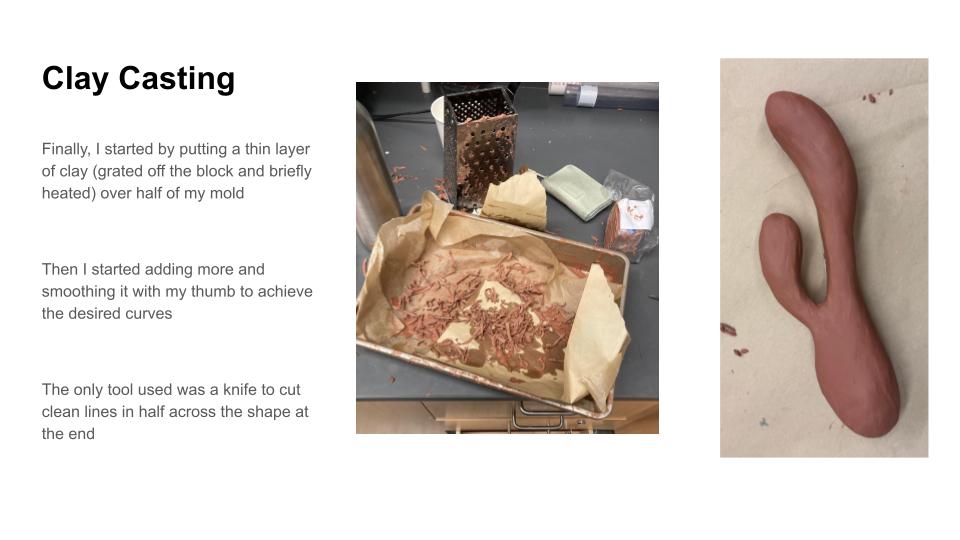 Clay Casting
Finally, I started by putting a thin layer
of clay (grated off the block and briefly
heated) over half of my mold
Then I started adding more and
smoothing it with my thumb to achieve
the desired curves
The only tool used was a knife to cut
clean lines in half across the shape at
the end